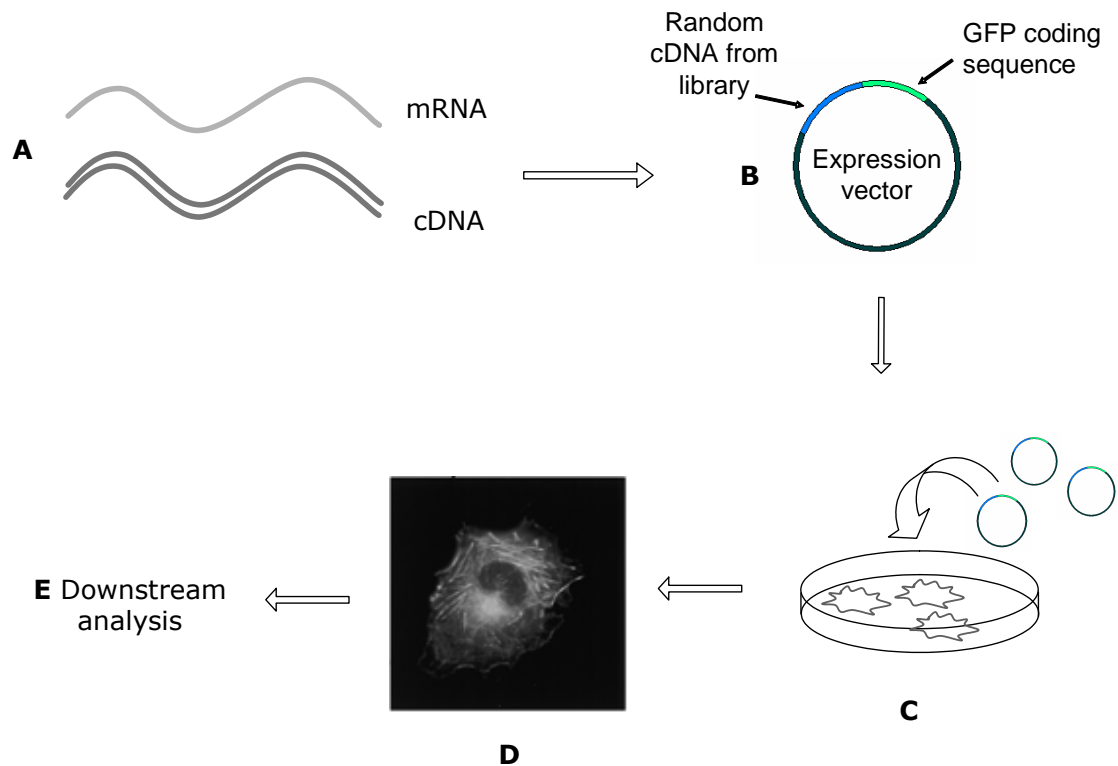 A
mRNA
cDNA
Random
cDNA from
library
GFP coding
sequence
B
Expression
vector
C
D
E Downstream
analysis